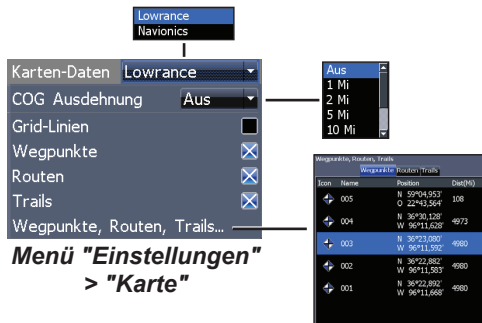 Lowrance
Navionics
Karten-Daten Lowrance
COG Ausdehnung Aus
Grid-Linien
Wegpunkte
Routen
Trails
Wegpunkte, Routen, Trails...
Menü "Einstellungen"
> "Karte"
Aus
1 Mi
2 Mi
5 Mi
10 Mi
Wegpunkte, Routen, Trails
Wegpunkte Routen Trails
Icon Name Position Dist(Mi)
005 N 59°04,953' 108
O 22°43,564'
004 N 36°30,128' 4973
W 96°11,628'
003 N 36°23,080' 4980
W 96°11,592'
002 N 36°22,882' 4980
W 96°11,583'
001 N 36°22,892' 4980
W 96°11,668'